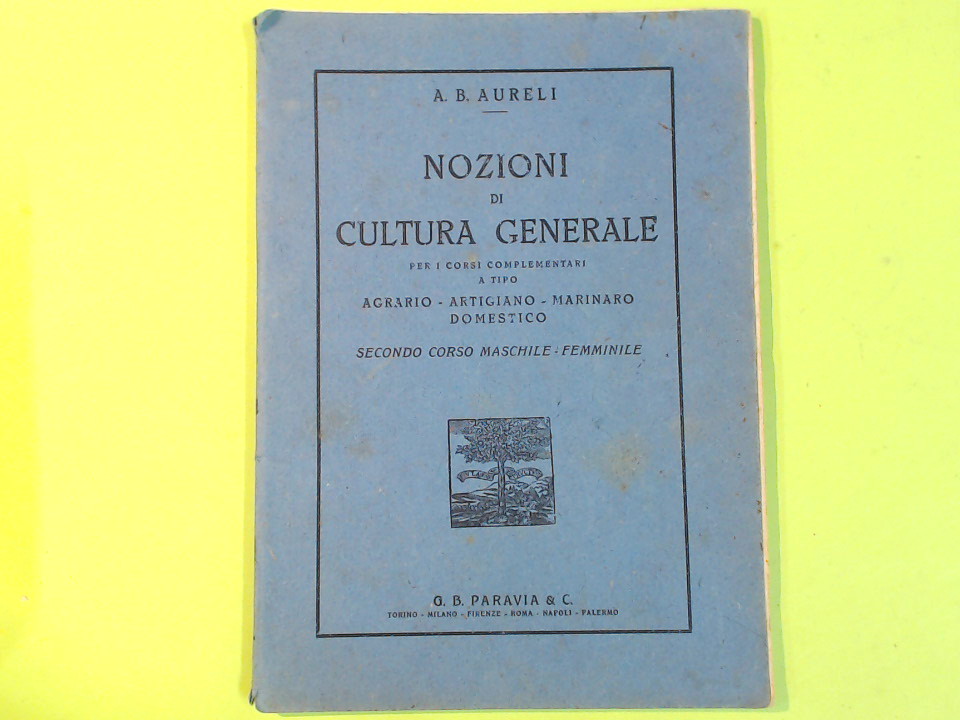 A. B. AURELI
NOZIONI
DI
CULTURA GENERALE
PER I CORSI COMPLEMENTARI
A TIPO
AGRARIO - ARTIGIANO - MARINARO
DOMESTICO
SECONDO CORSO MASCHILE - FEMMINILE
G. B. PARAVIA & C.
TORINO - MILANO - FIRENZE - ROMA - NAPOLI - PALERMO